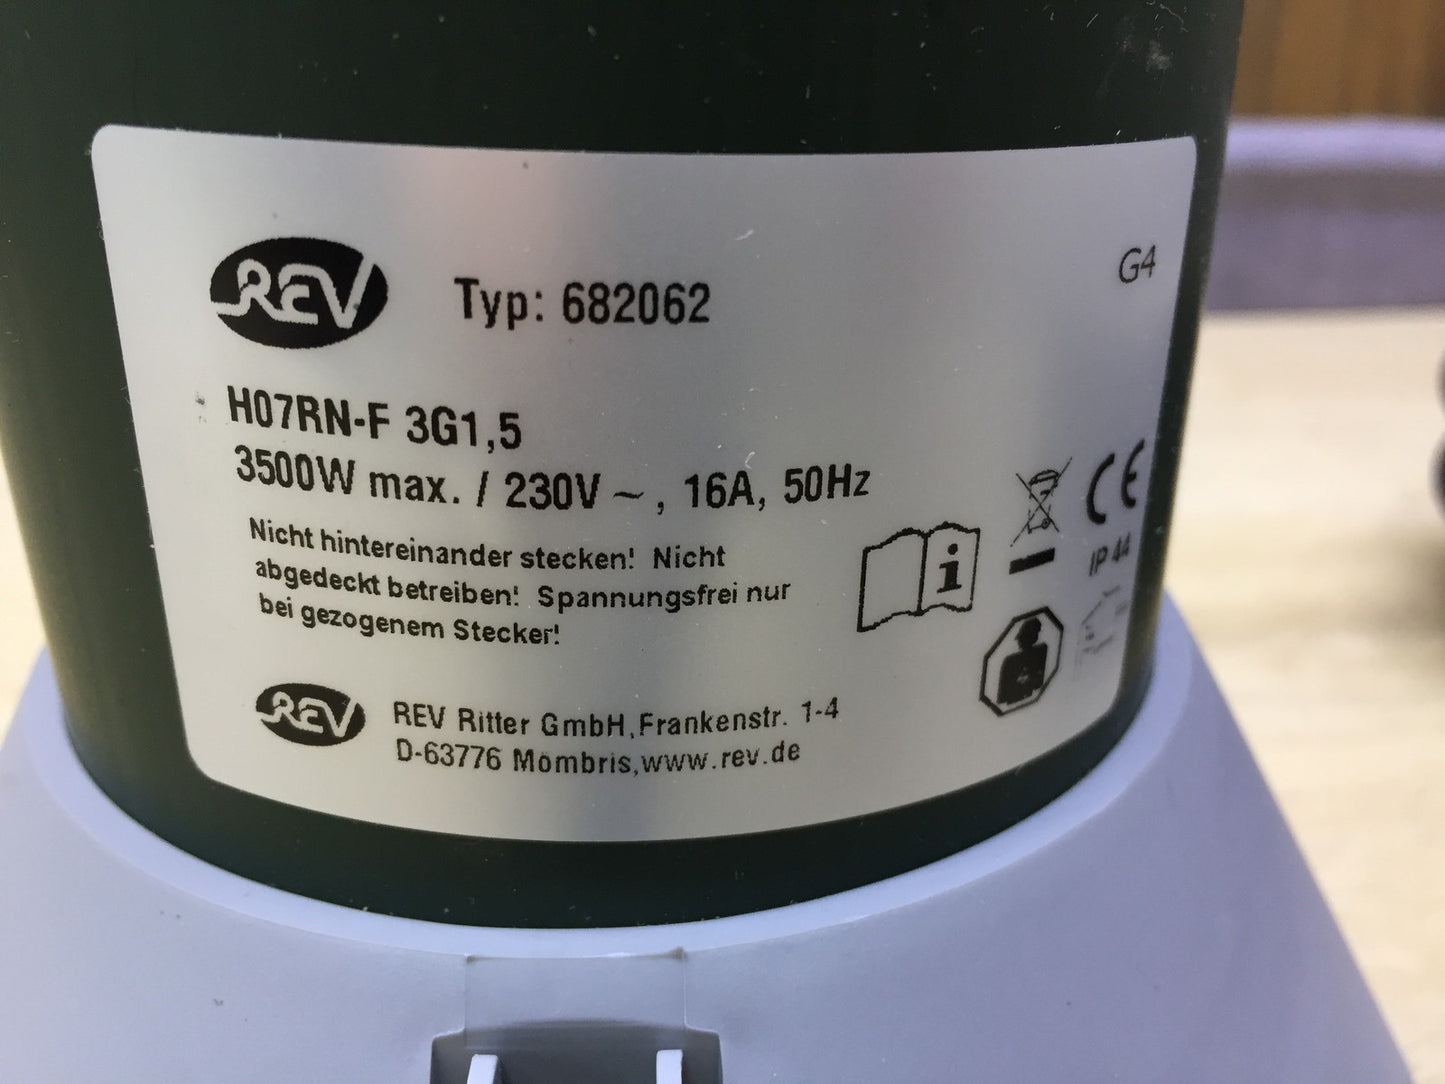 REV Typ: 682062
G4
H07RN-F 3G1,5
3500W max. / 230V ~, 16A, 50Hz
Nicht hintereinander stecken! Nicht
abgedeckt betreiben! Spannungsfrei nur
bei gezogenem Stecker!
i
CE
IP 44
REV
REV Ritter GmbH,Frankenstr. 1-4
D-63776 Mömbris,www.rev.de